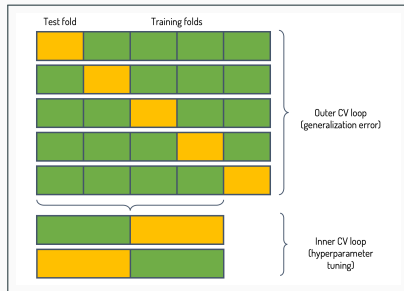 Test fold
Training folds
Outer CV loop
(generalization error)
Inner CV loop
(hyperparameter
tuning)